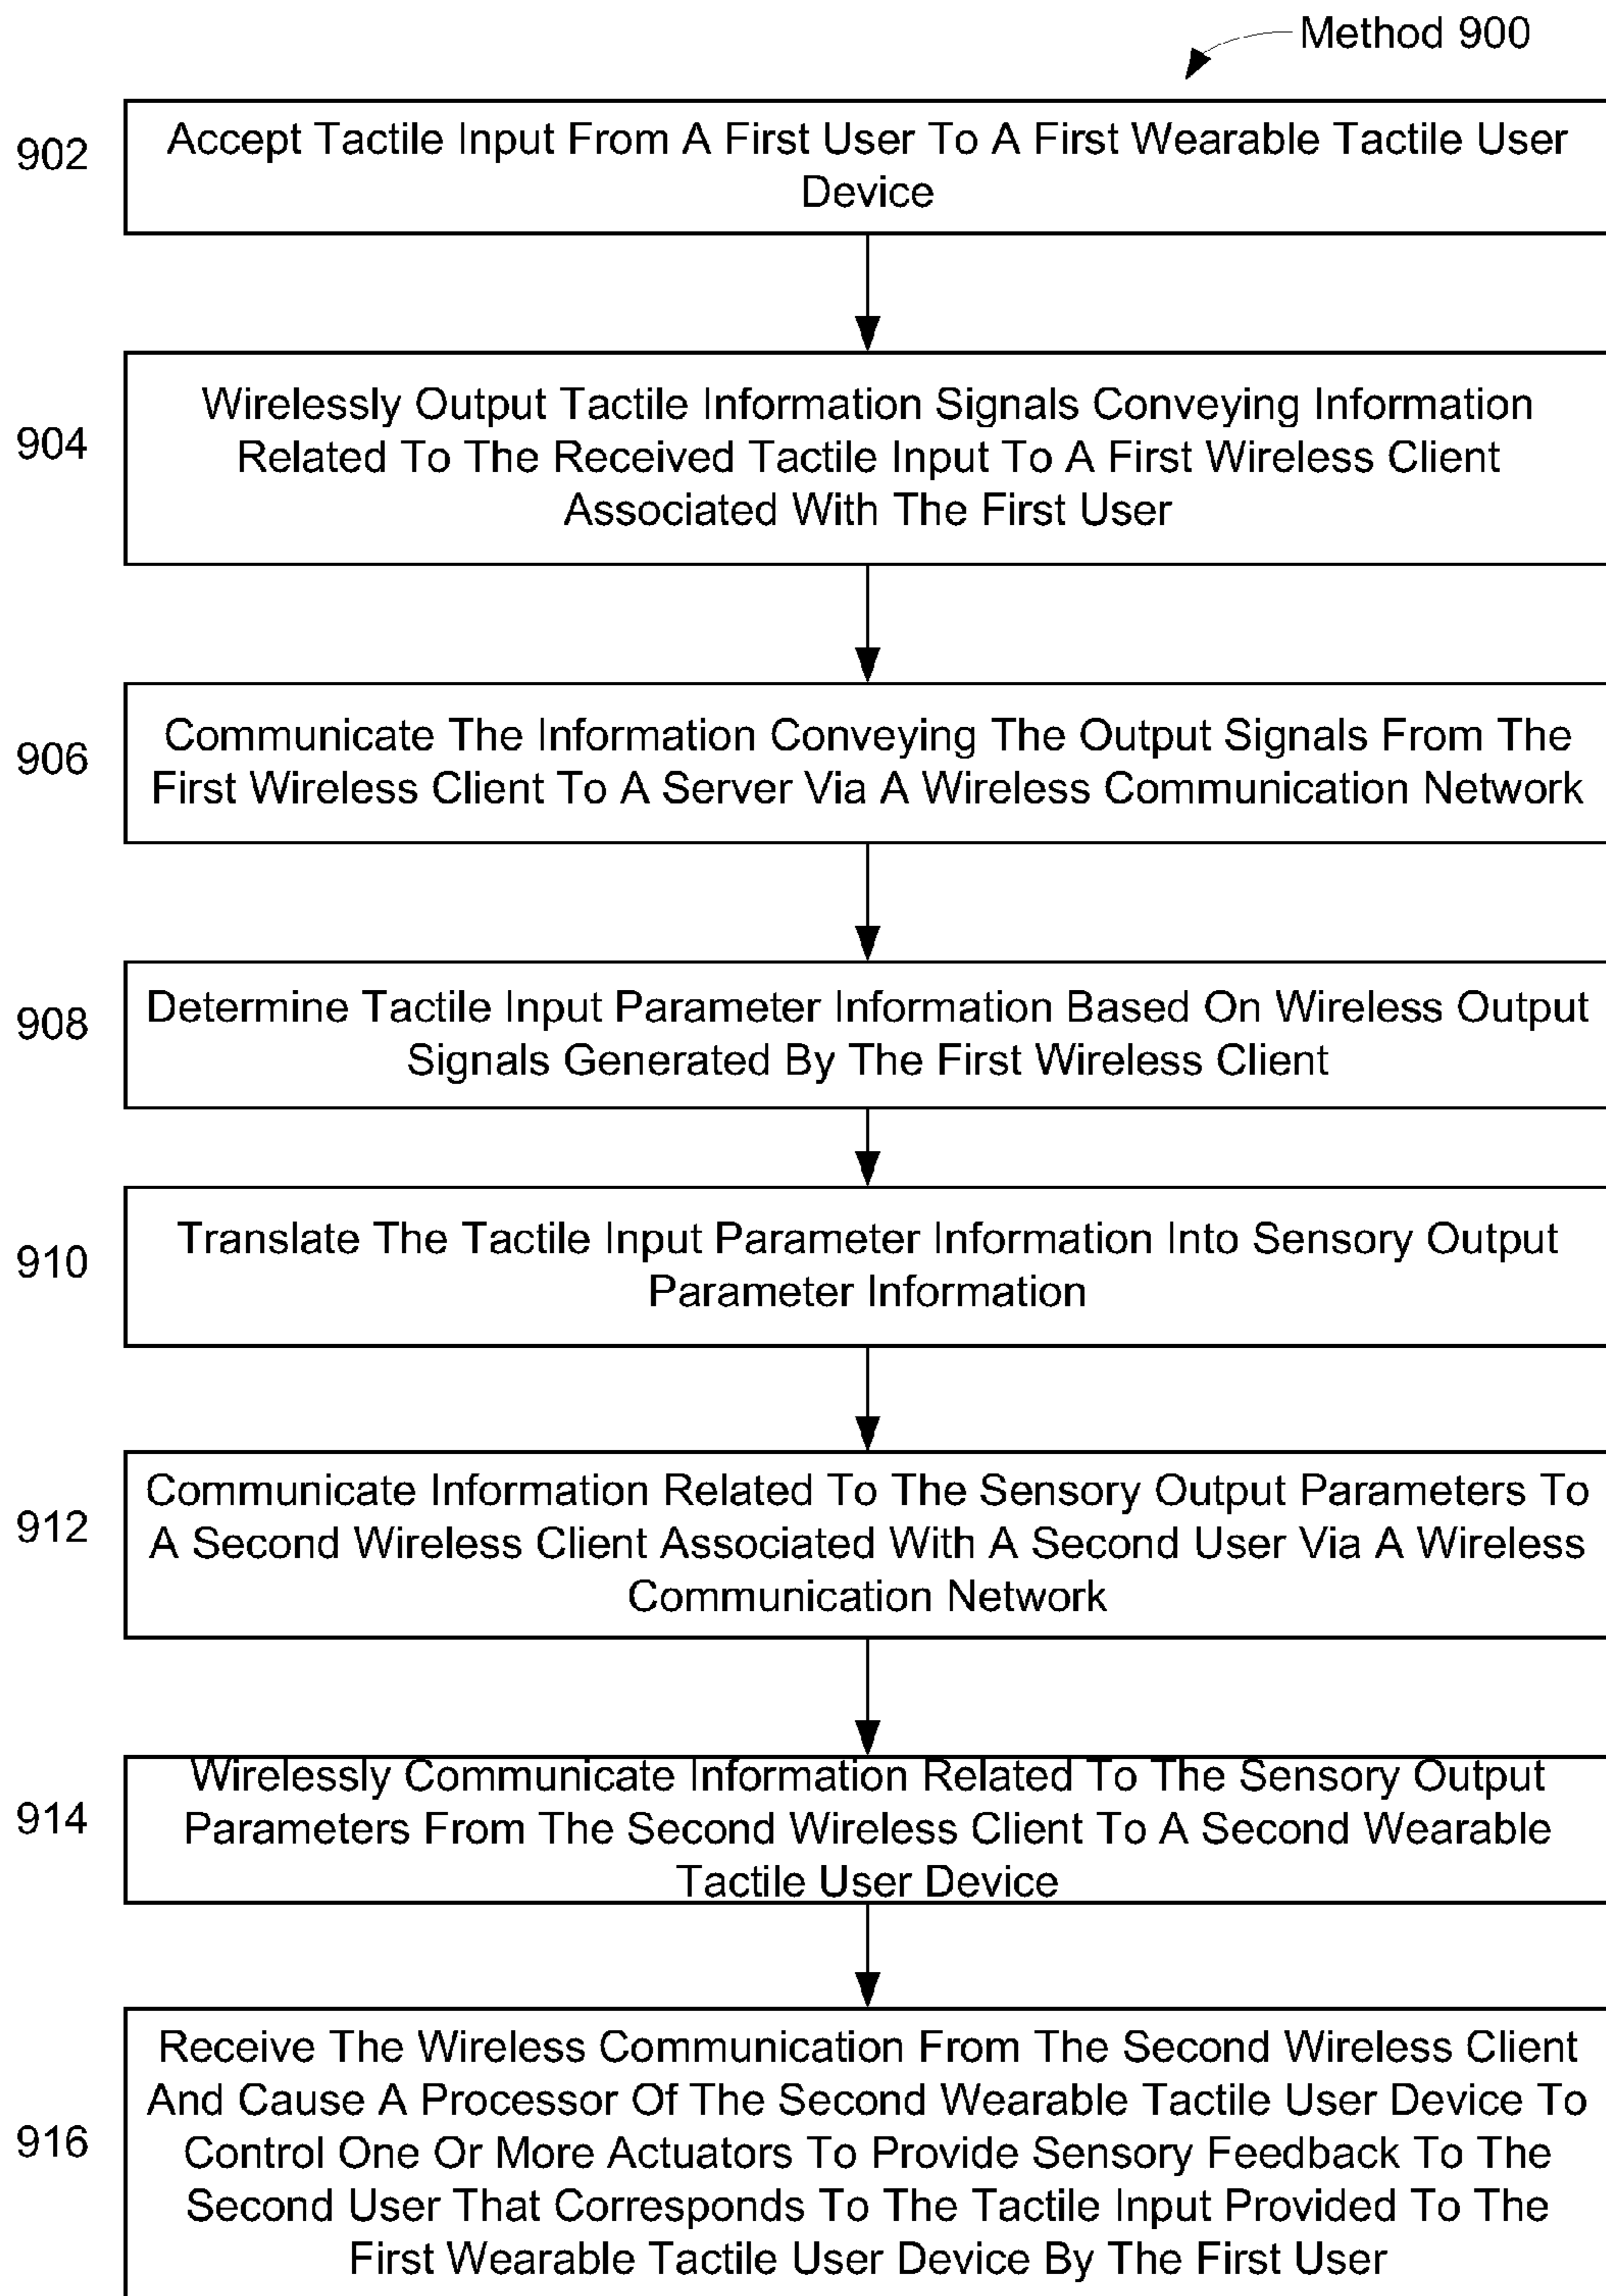 Method 900
902
Accept Tactile Input From A First User To A First Wearable Tactile User
Device
904
Wirelessly Output Tactile Information Signals Conveying Information
Related To The Received Tactile Input To A First Wireless Client
Associated With The First User
906
Communicate The Information Conveying The Output Signals From The
First Wireless Client To A Server Via A Wireless Communication Network
908
Determine Tactile Input Parameter Information Based On Wireless Output
Signals Generated By The First Wireless Client
910
Translate The Tactile Input Parameter Information Into Sensory Output
Parameter Information
912
Communicate Information Related To The Sensory Output Parameters To
A Second Wireless Client Associated With A Second User Via A Wireless
Communication Network
914
Wirelessly Communicate Information Related To The Sensory Output
Parameters From The Second Wireless Client To A Second Wearable
Tactile User Device
916
Receive The Wireless Communication From The Second Wireless Client
And Cause A Processor Of The Second Wearable Tactile User Device To
Control One Or More Actuators To Provide Sensory Feedback To The
Second User That Corresponds To The Tactile Input Provided To The
First Wearable Tactile User Device By The First User